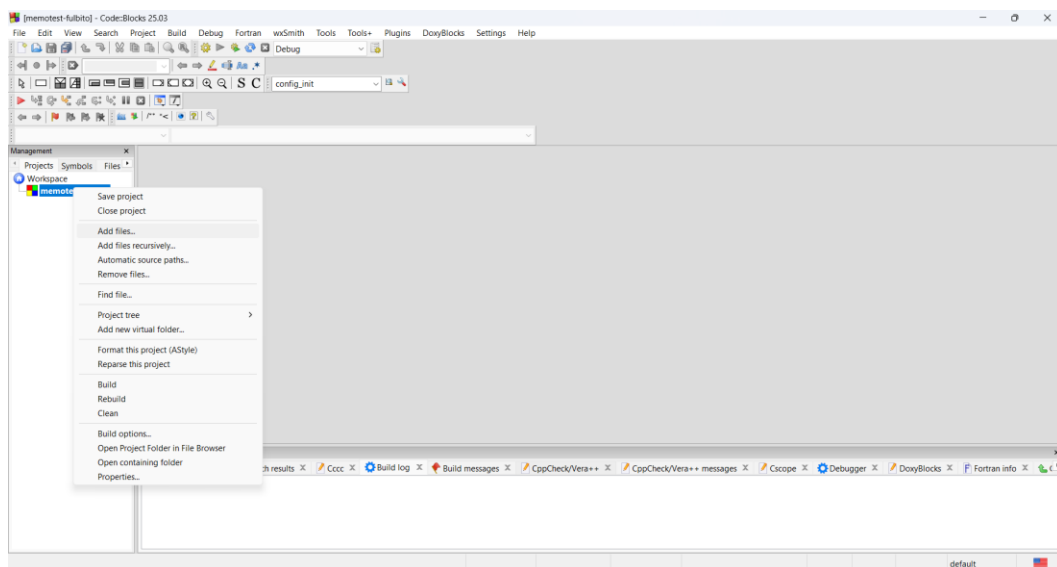 [memotest-fulbito] - Code::Blocks 25.03
File Edit View Search Project Build Debug Fortran wxSmith Tools Tools+ Plugins DoxyBlocks Settings Help
Debug
S C config_init
Management
Projects Symbols Files
Workspace
memote
Save project
Close project
Add files...
Add files recursively...
Automatic source paths...
Remove files...
Find file...
Project tree
Add new virtual folder...
Format this project (AStyle)
Reparse this project
Build
Rebuild
Clean
Build options...
Open Project Folder in File Browser
Open containing folder
Properties...
h results Cccc Build log Build messages CppCheck/Vera++ CppCheck/Vera++ messages Cscope Debugger DoxyBlocks Fortran info
default